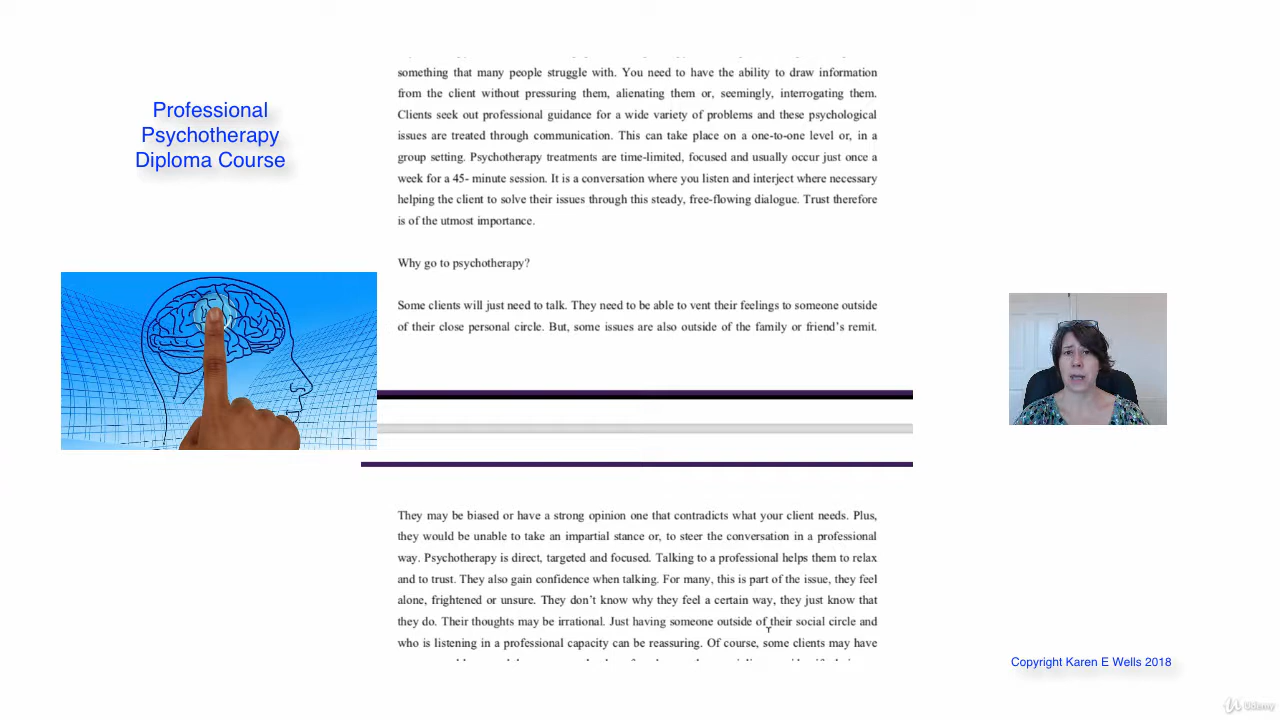 Professional
Psychotherapy
Diploma Course
something that many people struggle with. You need to have the ability to draw information
from the client without pressuring them, alienating them or, seemingly, interrogating them.
Clients seek out professional guidance for a wide variety of problems and these psychological
issues are treated through communication. This can take place on a one-to-one level or, in a
group setting. Psychotherapy treatments are time-limited, focused and usually occur just once a
week for a 45- minute session. It is a conversation where you listen and interject where necessary
helping the client to solve their issues through this steady, free-flowing dialogue. Trust therefore
is of the utmost importance.
Why go to psychotherapy?
Some clients will just need to talk. They need to be able to vent their feelings to someone outside
of their close personal circle. But, some issues are also outside of the family or friend's remit.
They may be biased or have a strong opinion one that contradicts what your client needs. Plus,
they would be unable to take an impartial stance or, to steer the conversation in a professional
way. Psychotherapy is direct, targeted and focused. Talking to a professional helps them to relax
and to trust. They also gain confidence when talking. For many, this is part of the issue, they feel
alone, frightened or unsure. They don't know why they feel a certain way, they just know that
they do. Their thoughts may be irrational. Just having someone outside of their social circle and
who is listening in a professional capacity can be reassuring. Of course, some clients may have
Copyright Karen E Wells 2018
Udemy